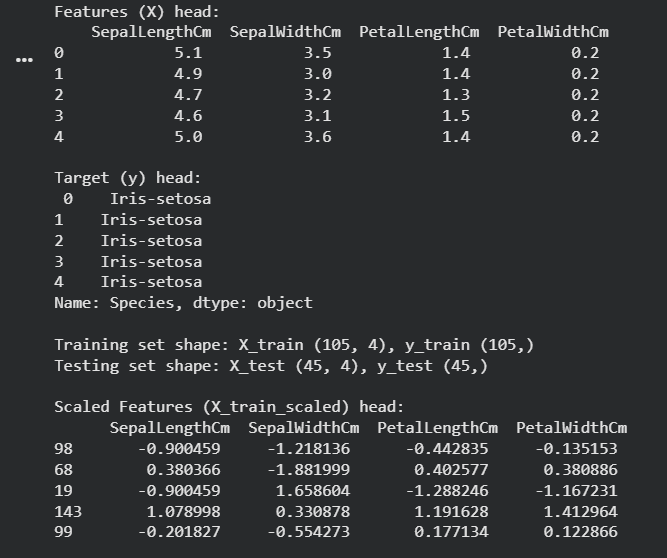 Features (X) head:
SepalLengthCm SepalWidthCm PetalLengthCm PetalWidthCm
0 5.1 3.5 1.4 0.2
1 4.9 3.0 1.4 0.2
2 4.7 3.2 1.3 0.2
3 4.6 3.1 1.5 0.2
4 5.0 3.6 1.4 0.2
Target (y) head:
0 Iris-setosa
1 Iris-setosa
2 Iris-setosa
3 Iris-setosa
4 Iris-setosa
Name: Species, dtype: object
Training set shape: X_train (105, 4), y_train (105,)
Testing set shape: X_test (45, 4), y_test (45,)
Scaled Features (X_train_scaled) head:
SepalLengthCm SepalWidthCm PetalLengthCm PetalWidthCm
98 -0.900459 -1.218136 -0.442835 -0.135153
68 0.380366 -1.881999 0.402577 0.380886
19 -0.900459 1.658604 -1.288246 -1.167231
143 1.078998 0.330878 1.191628 1.412964
99 -0.201827 -0.554273 0.177134 0.122866